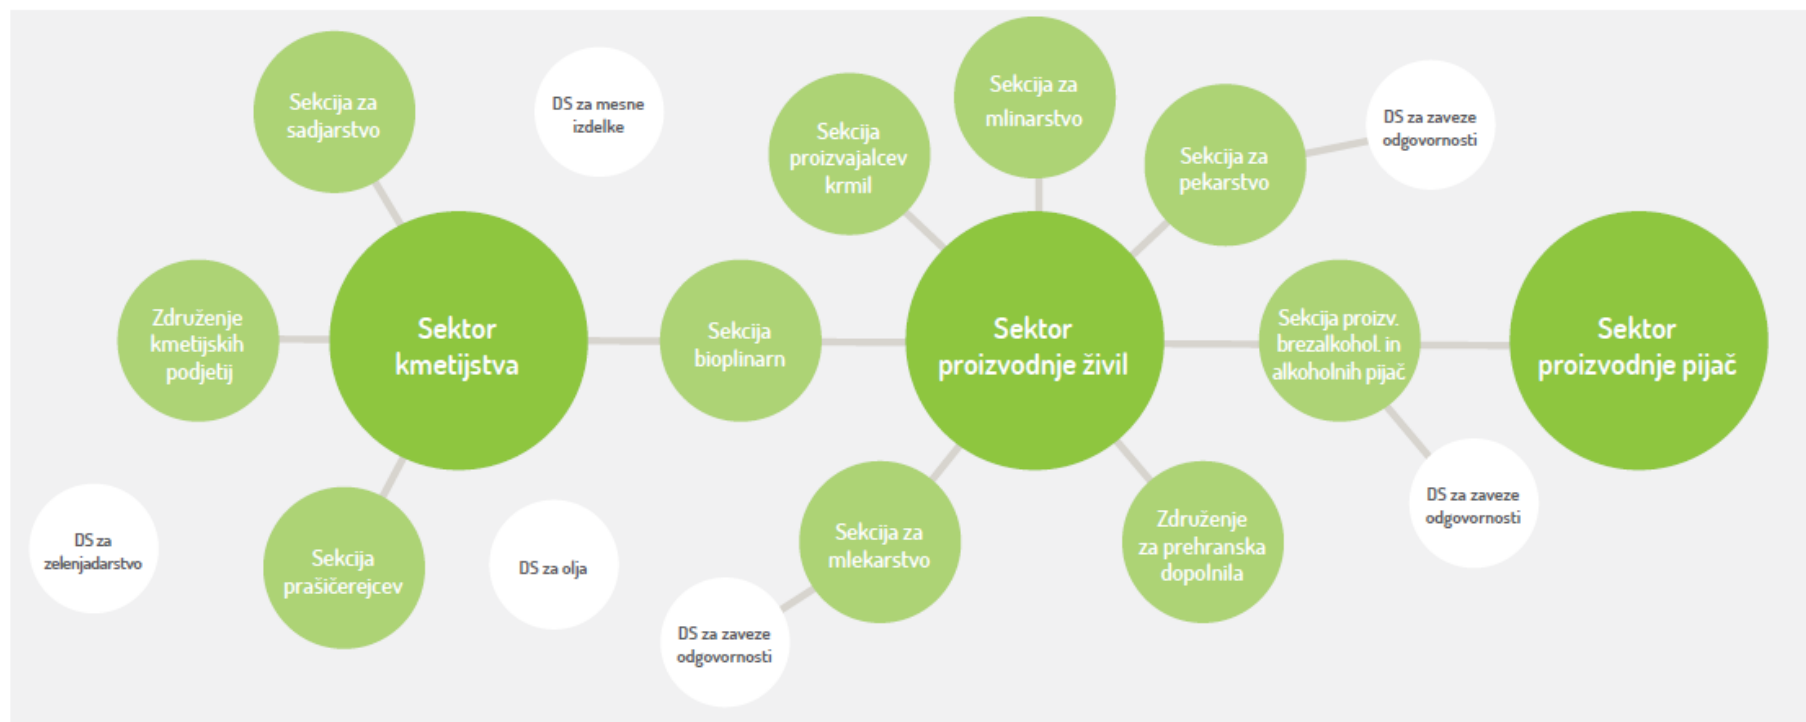 Sekcija za
sadjarstvo
DS za mesne
izdelke
Sekcija
proizvajalcev
krmil
Sekcija za
mlinarstvo
Sekcija za
pekarstvo
DS za zaveze
odgovornosti
Združenje
kmetijskih
podjetij
Sektor
kmetijstva
Sekcija
bioplinarn
Sektor
proizvodnje živil
Sekcija proizv.
brezalkohol. in
alkoholnih pijač
Sektor
proizvodnje pijač
DS za
zelenjadarstvo
Sekcija
prašičerejcev
DS za olja
DS za zaveze
odgovornosti
Sekcija za
mlekarstvo
Združenje
za prehranska
dopolnila
DS za zaveze
odgovornosti